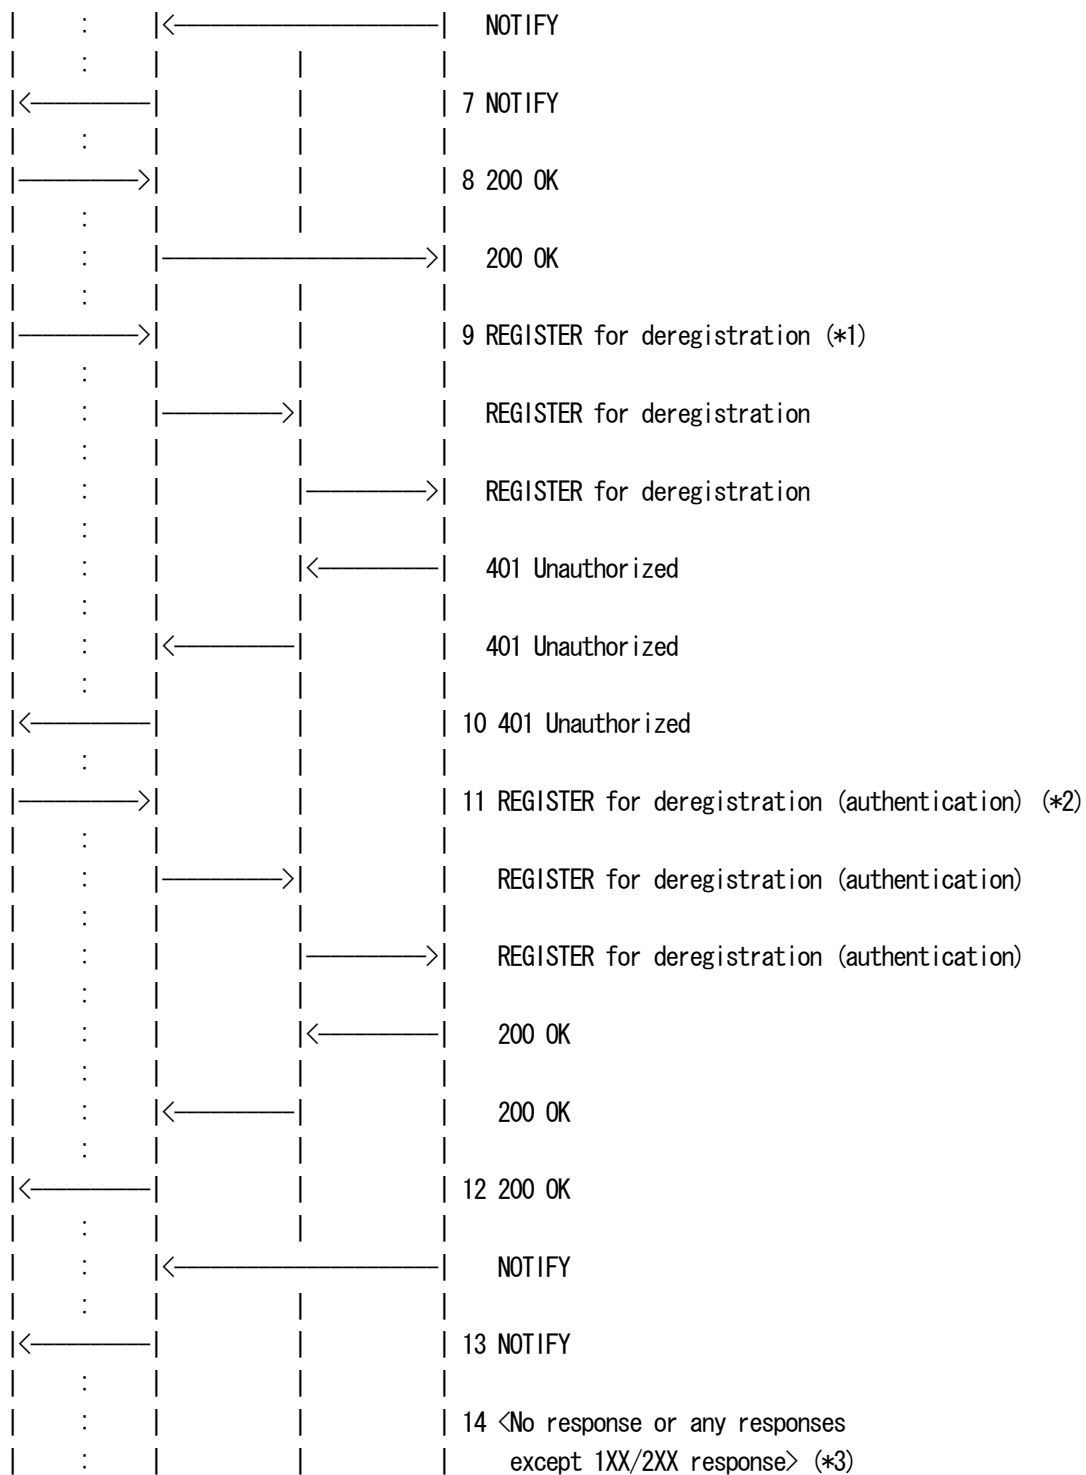 |     :     |<----------------------|   NOTIFY
|     :     |           |           |
|<----------|           |           | 7 NOTIFY
|     :     |           |           |
|---------->|           |           | 8 200 OK
|     :     |           |           |
|     :     |---------------------->|   200 OK
|     :     |           |           |
|---------->|           |           | 9 REGISTER for deregistration (*1)
|     :     |           |           |
|     :     |---------->|           |   REGISTER for deregistration
|     :     |           |           |
|     :     |           |---------->|   REGISTER for deregistration
|     :     |           |           |
|     :     |           |<----------|   401 Unauthorized
|     :     |           |           |
|     :     |<----------|           |   401 Unauthorized
|     :     |           |           |
|<----------|           |           | 10 401 Unauthorized
|     :     |           |           |
|---------->|           |           | 11 REGISTER for deregistration (authentication) (*2)
|     :     |           |           |
|     :     |---------->|           |    REGISTER for deregistration (authentication)
|     :     |           |           |
|     :     |           |---------->|    REGISTER for deregistration (authentication)
|     :     |           |           |
|     :     |           |<----------|    200 OK
|     :     |           |           |
|     :     |<----------|           |    200 OK
|     :     |           |           |
|<----------|           |           | 12 200 OK
|     :     |           |           |
|     :     |<----------------------|    NOTIFY
|     :     |           |           |
|<----------|           |           | 13 NOTIFY
|     :     |           |           |
|     :     |           |           | 14 <No response or any responses
|     :     |           |           |     except 1XX/2XX response> (*3)